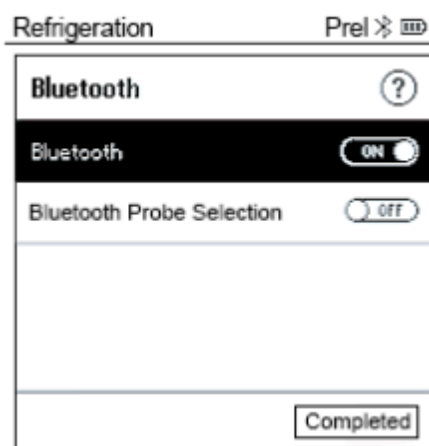 Refrigeration Prel
Bluetooth ?
Bluetooth ON
Bluetooth Probe Selection OFF
Completed